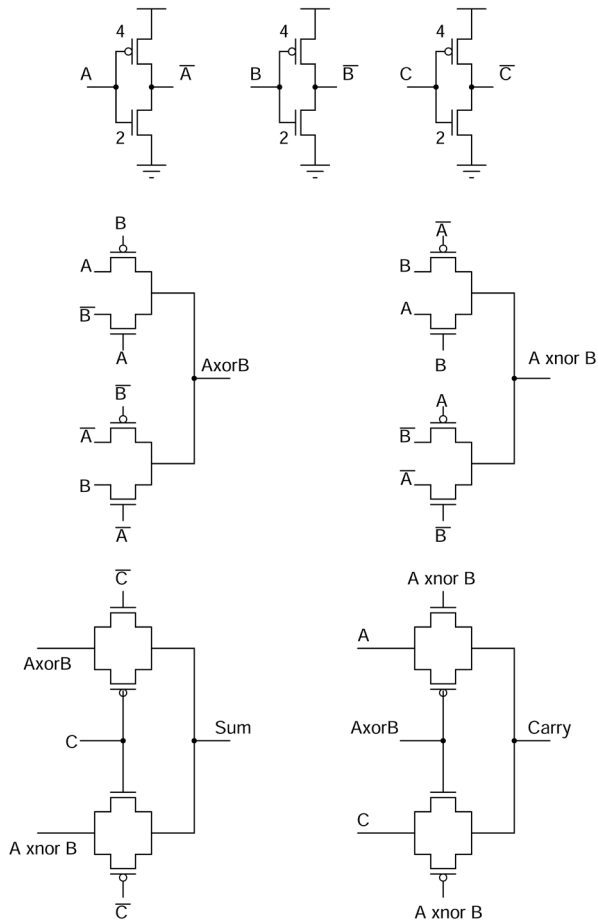 4 4 4
A A̅ B B̅ C C̅
2 2 2
B A̅
A B
B̅ A
A B
AxorB A xnor B
B̅ A
A̅ B̅
B A̅
A̅ B̅
C̅ A xnor B
AxorB A
C Sum AxorB Carry
A xnor B C
C̅ A xnor B